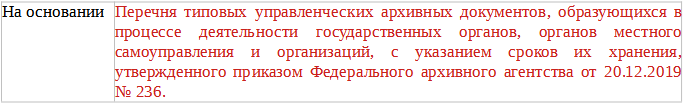 На основании Перечня типовых управленческих архивных документов, образующихся в
процессе деятельности государственных органов, органов местного
самоуправления и организаций, с указанием сроков их хранения,
утвержденного приказом Федерального архивного агентства от 20.12.2019
№ 236.